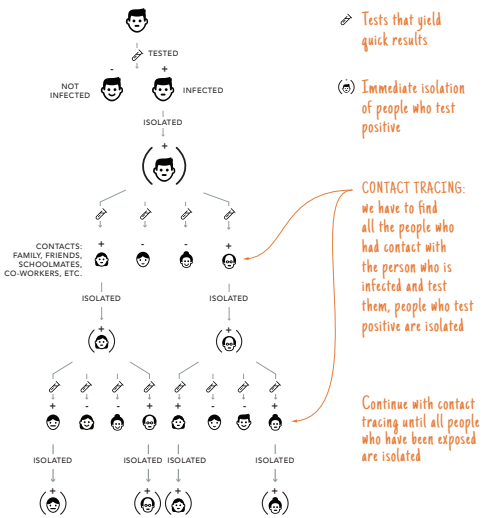 TESTED
- +
NOT
INFECTED
INFECTED
ISOLATED
+
CONTACTS:
FAMILY, FRIENDS,
SCHOOLMATES,
CO-WORKERS, ETC.
+ - - +
ISOLATED ISOLATED
+ +
+ - - + + - - +
ISOLATED ISOLATED ISOLATED ISOLATED
+ + + +
Tests that yield
quick results
Immediate isolation
of people who test
positive
CONTACT TRACING:
we have to find
all the people who
had contact with
the person who is
infected and test
them, people who test
positive are isolated
Continue with contact
tracing until all people
who have been exposed
are isolated